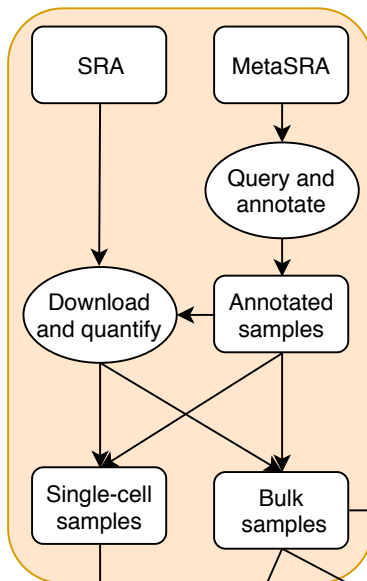 SRA
MetaSRA
Query and
annotate
Download
and quantify
Annotated
samples
Single-cell
samples
Bulk
samples